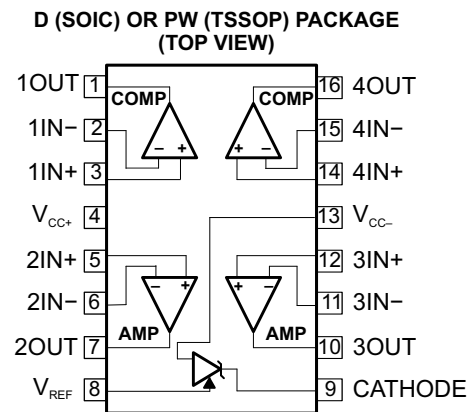 D (SOIC) OR PW (TSSOP) PACKAGE
(TOP VIEW)
1OUT 1 COMP COMP 16 4OUT
1IN− 2 15 4IN−
1IN+ 3 − + + − 14 4IN+
VCC+ 4 13 VCC−
2IN+ 5 12 3IN+
2IN− 6 − + + − 11 3IN−
2OUT 7 AMP AMP 10 3OUT
VREF 8 9 CATHODE